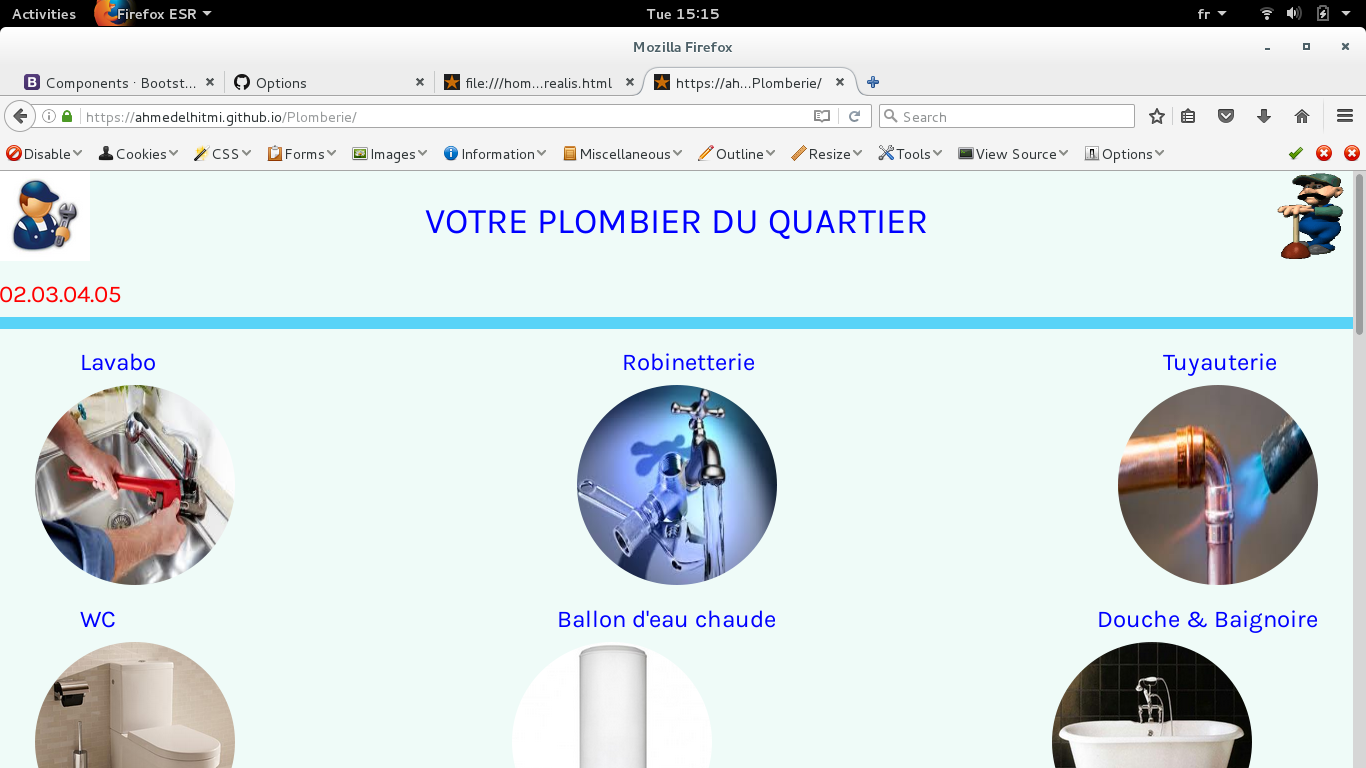 Activities Firefox ESR Tue 15:15 fr
Mozilla Firefox
Components · Bootst... Options file:///hom...realis.html https://ah...Plomberie/
https://ahmedelhitmi.github.io/Plomberie/ Search
Disable Cookies CSS Forms Images Information Miscellaneous Outline Resize Tools View Source Options
VOTRE PLOMBIER DU QUARTIER
02.03.04.05
Lavabo Robinetterie Tuyauterie
WC Ballon d'eau chaude Douche & Baignoire